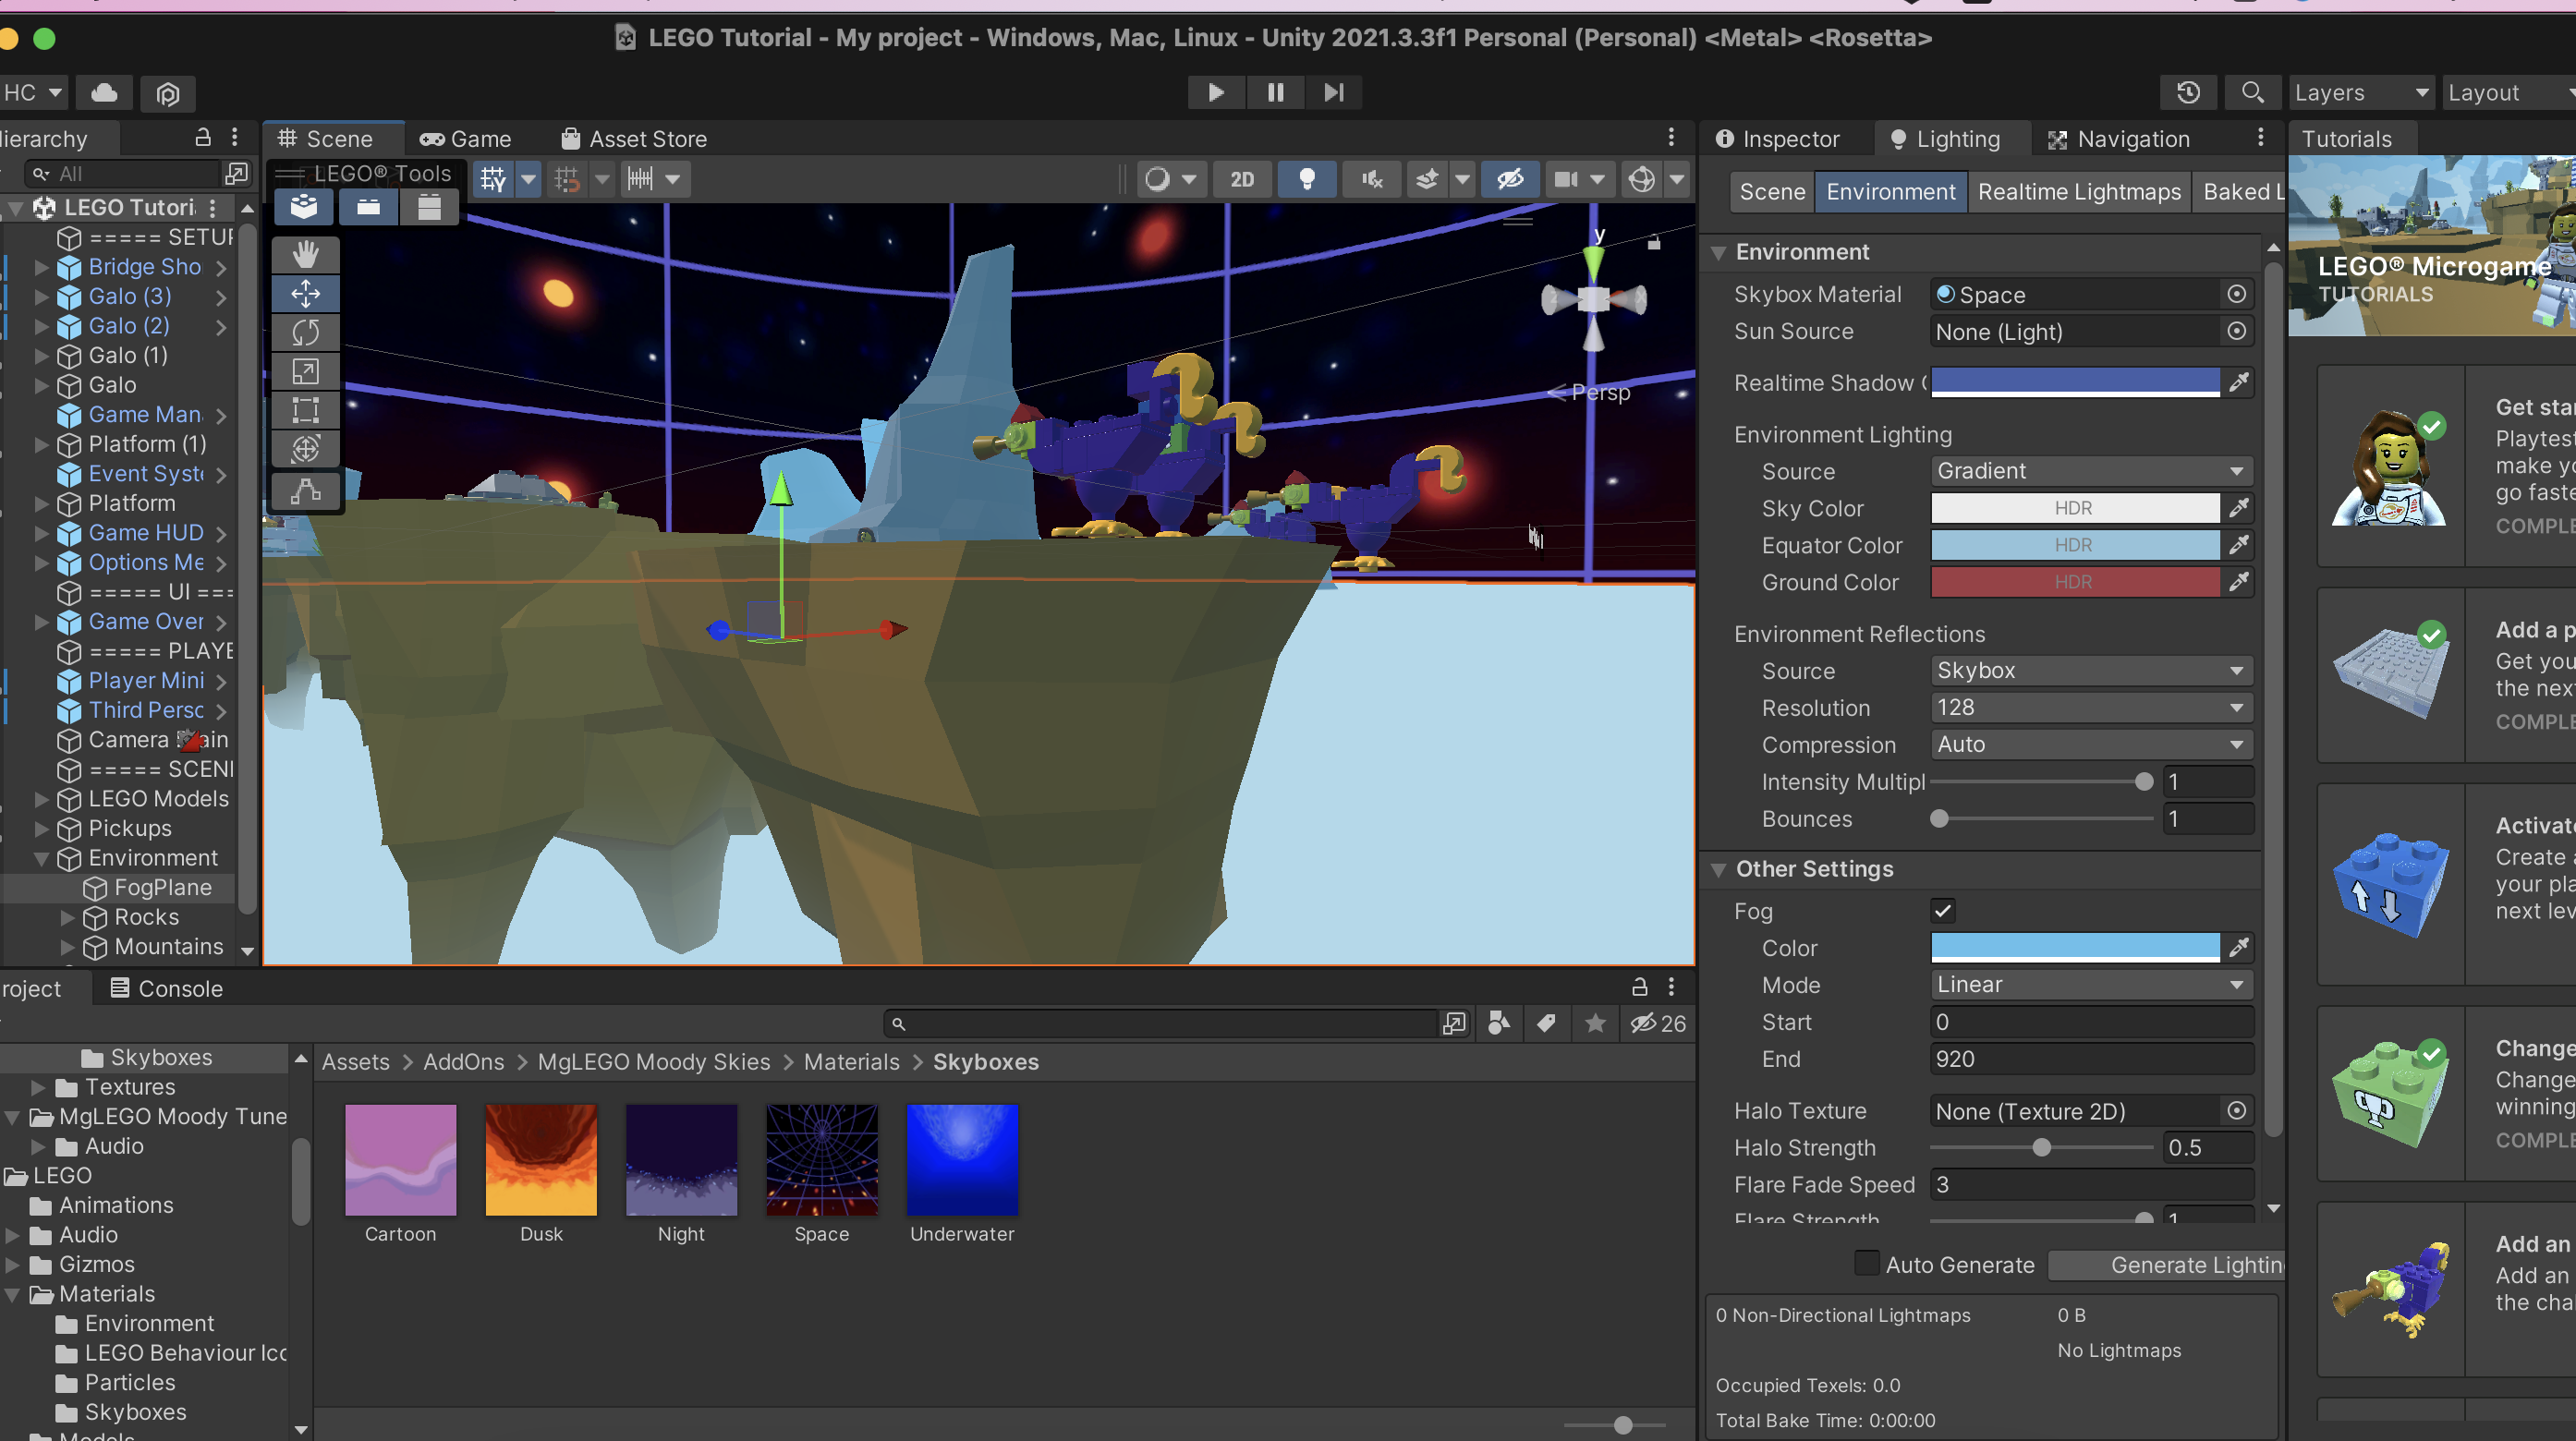 LEGO Tutorial - My project - Windows, Mac, Linux - Unity 2021.3.3f1 Personal (Personal) <Metal> <Rosetta>
HC
Layers
Layout
ierarchy
Scene
Game
Asset Store
Inspector
Lighting
Navigation
Tutorials
All
LEGO® Tools
2D
Scene
Environment
Realtime Lightmaps
Baked L
LEGO Tutori
===== SETUP
Bridge Sho
Galo (3)
Galo (2)
Galo (1)
Galo
Game Man
Platform (1)
Event Syst
Platform
Game HUD
Options Me
===== UI ===
Game Over
===== PLAYE
Player Mini
Third Perso
Camera ain
===== SCENE
LEGO Models
Pickups
Environment
FogPlane
Rocks
Mountains
y
z
x
Persp
Environment
Skybox Material
Space
Sun Source
None (Light)
Realtime Shadow C
Environment Lighting
Source
Gradient
Sky Color
HDR
Equator Color
HDR
Ground Color
HDR
Environment Reflections
Source
Skybox
Resolution
128
Compression
Auto
Intensity Multipl
1
Bounces
1
Other Settings
Fog
Color
Mode
Linear
Start
0
End
920
Halo Texture
None (Texture 2D)
Halo Strength
0.5
Flare Fade Speed
3
Flare Strength
1
Auto Generate
Generate Lightin
0 Non-Directional Lightmaps
0 B
No Lightmaps
Occupied Texels: 0.0
Total Bake Time: 0:00:00
LEGO® Microgame
TUTORIALS
Get star
Playtest
make yo
go faste
COMPLE
Add a p
Get you
the next
COMPLE
Activate
Create a
your pla
next lev
Change
Change
winning
COMPLE
Add an
Add an
the chal
roject
Console
26
Skyboxes
Textures
MgLEGO Moody Tune
Audio
LEGO
Animations
Audio
Gizmos
Materials
Environment
LEGO Behaviour Icc
Particles
Skyboxes
Models
Assets > AddOns > MgLEGO Moody Skies > Materials > Skyboxes
Cartoon
Dusk
Night
Space
Underwater